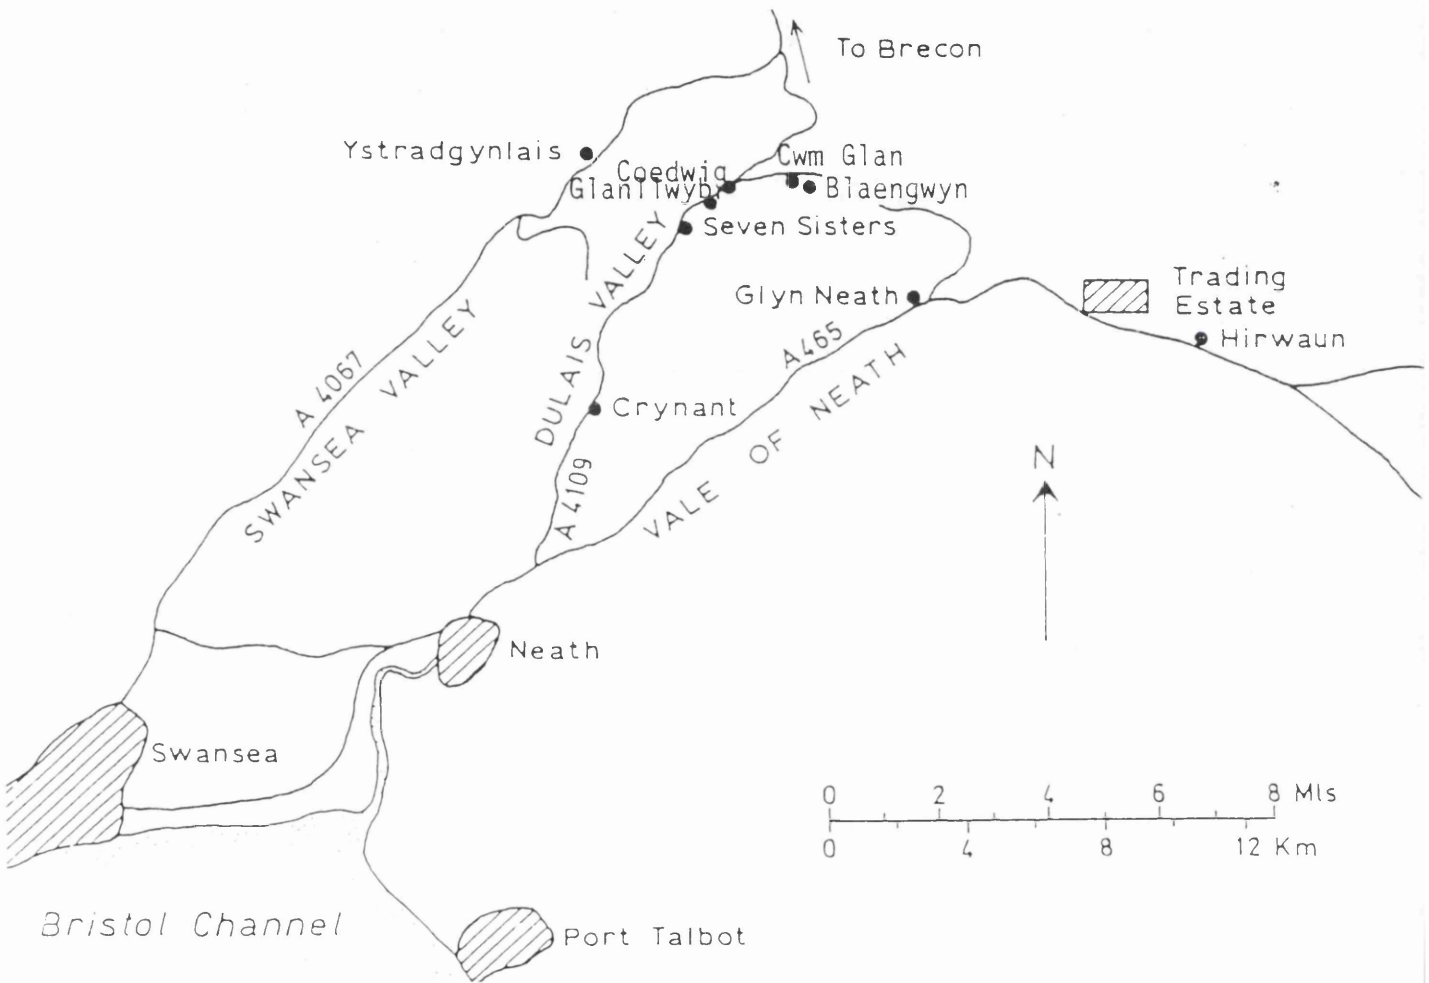 To Brecon
Ystradgynlais
Cwm Glan
Coedwig
Glanllwybr
Blaengwyn
Seven Sisters
Glyn Neath
Trading
Estate
Hirwaun
A 4067
SWANSEA VALLEY
DULAIS VALLEY
A 465
VALE OF NEATH
Crynant
A 4109
N
Neath
Swansea
0 2 4 6 8 Mls
0 4 8 12 Km
Bristol Channel
Port Talbot